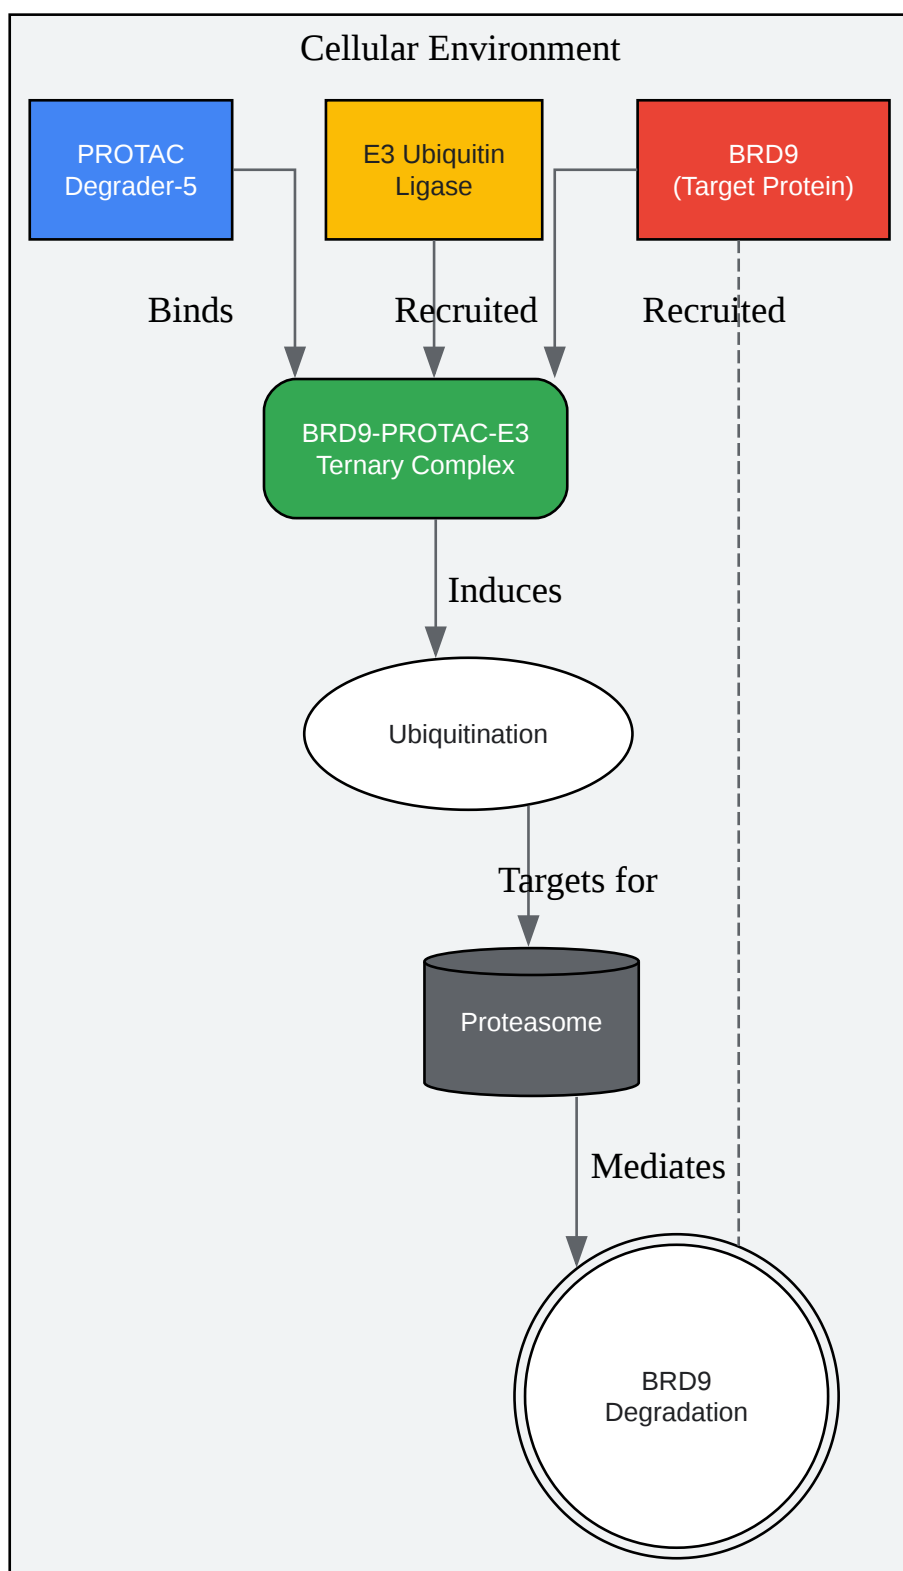 Cellular Environment
PROTAC
Degrader-5
E3 Ubiquitin
Ligase
BRD9
(Target Protein)
Binds
Recruited
Recruited
BRD9-PROTAC-E3
Ternary Complex
Induces
Ubiquitination
Targets for
Proteasome
Mediates
BRD9
Degradation